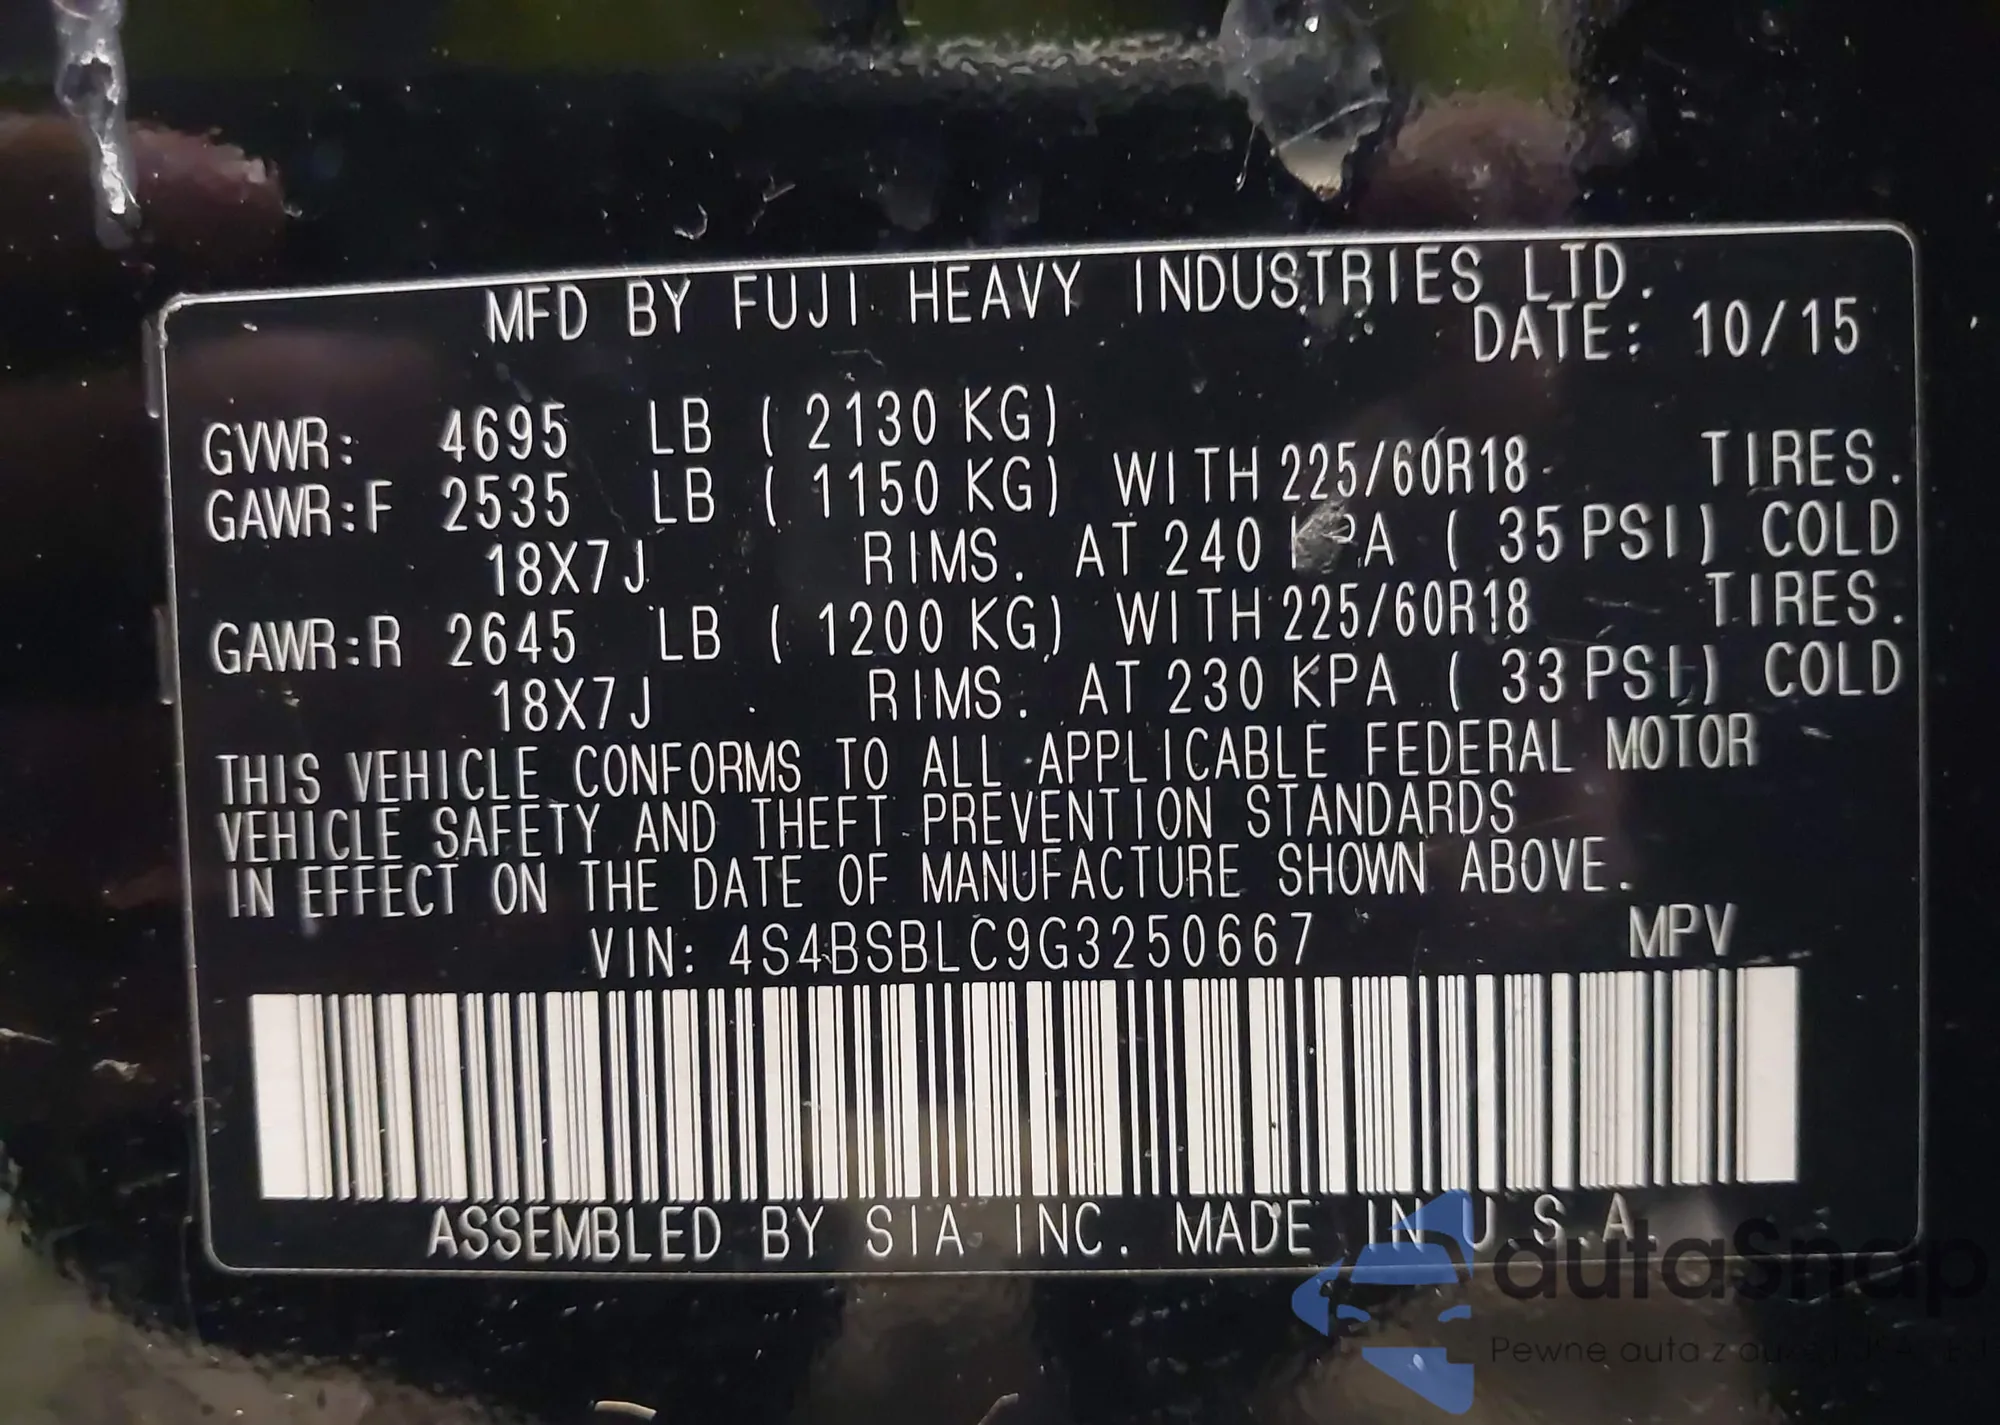 MFD BY FUJI HEAVY INDUSTRIES LTD.
DATE: 10/15
GVWR: 4695 LB ( 2130 KG)
GAWR:F 2535 LB ( 1150 KG) WITH 225/60R18 TIRES.
18X7J RIMS. AT 240 KPA ( 35 PSI) COLD
GAWR:R 2645 LB ( 1200 KG) WITH 225/60R18 TIRES.
18X7J RIMS. AT 230 KPA ( 33 PSI) COLD
THIS VEHICLE CONFORMS TO ALL APPLICABLE FEDERAL MOTOR
VEHICLE SAFETY AND THEFT PREVENTION STANDARDS
IN EFFECT ON THE DATE OF MANUFACTURE SHOWN ABOVE.
VIN: 4S4BSBLC9G3250667 MPV
ASSEMBLED BY SIA INC. MADE IN U.S.A.
autaSnap
Pewne auta z